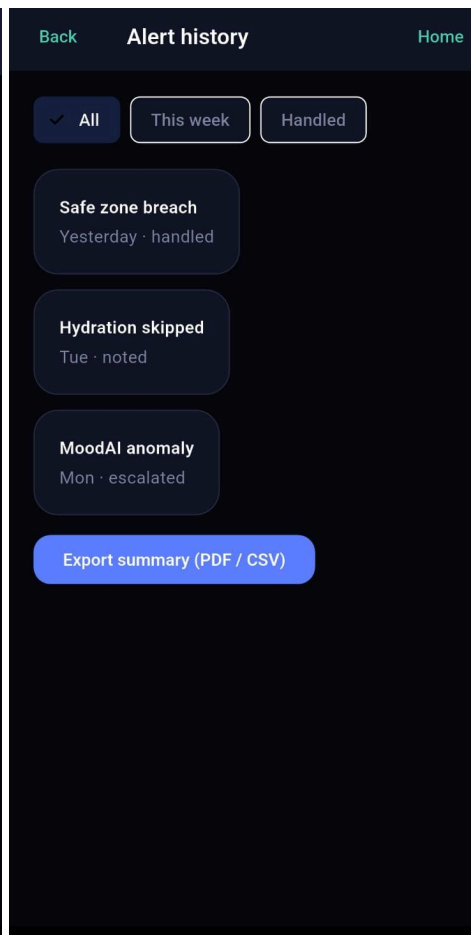 Back Alert history Home
All This week Handled
Safe zone breach
Yesterday · handled
Hydration skipped
Tue · noted
MoodAI anomaly
Mon · escalated
Export summary (PDF / CSV)